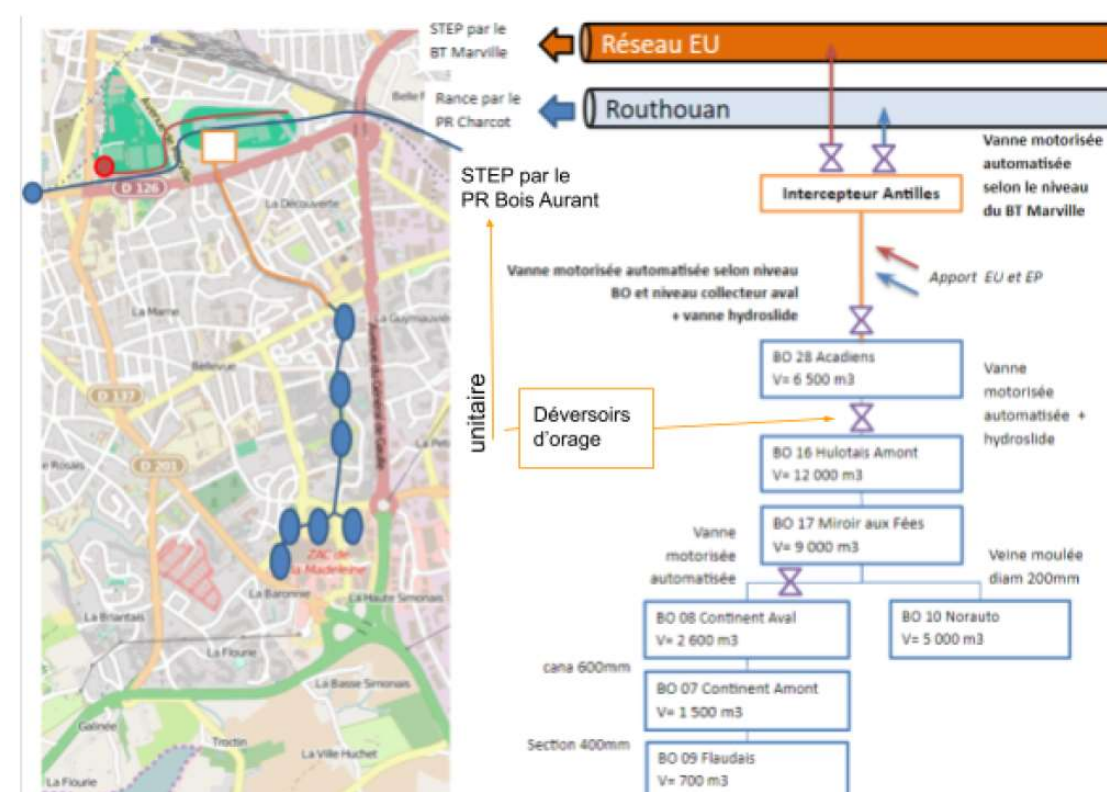 STEP par le
BT Marville
Réseau EU
Rance par le
PR Charcot
Routhouan
STEP par le
PR Bois Aurant
Vanne motorisée
automatisée
selon le niveau
du BT Marville
Intercepteur Antilles
Apport EU et EP
Vanne motorisée automatisée selon niveau
BO et niveau collecteur aval
+ vanne hydroslide
BO 28 Acadiens
V= 6 500 m3
Vanne
motorisée
automatisée +
hydroslide
unitaire
Déversoirs
d'orage
BO 16 Hulotais Amont
V= 12 000 m3
BO 17 Miroir aux Fées
V= 9 000 m3
Vanne
motorisée
automatisée
Veine moulée
diam 200mm
BO 08 Continent Aval
V= 2 600 m3
BO 10 Norauto
V= 5 000 m3
cana 600mm
BO 07 Continent Amont
V= 1 500 m3
Section 400mm
BO 09 Flaudais
V= 700 m3
D 126
La Découverte
La Marne
La Guymauvière
Bellevue
Avenue du Général de Gaulle
D 137
D 201
ZAC de
la Madeleine
La Baronnie
La Haute Simonais
La Briantais
La Flourie
La Basse Simonais
Galinée
Troctin
La Ville Huchet
La Flourie